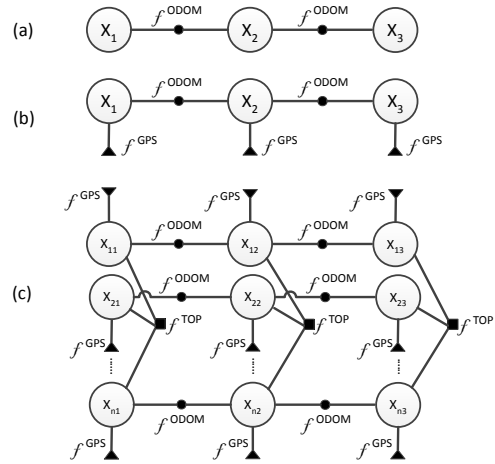 f ODOM f ODOM
(a) X1 X2 X3
f ODOM f ODOM
(b) X1 X2 X3
f GPS f GPS f GPS
f GPS f GPS f GPS
f ODOM f ODOM
X11 X12 X13
f ODOM f ODOM
(c) X21 X22 X23
f TOP f TOP f TOP
f GPS f GPS f GPS
Xn1 Xn2 Xn3
f ODOM f ODOM
f GPS f GPS f GPS